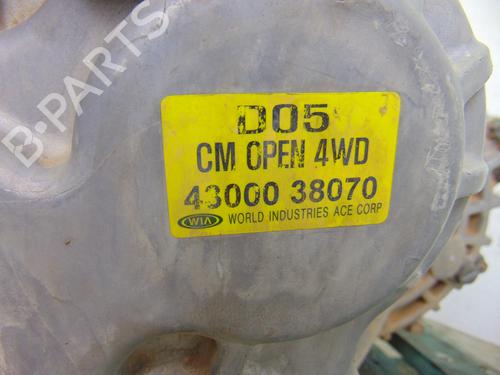 B-PARTS
D05
CM OPEN 4WD
43000 38070
WIA WORLD INDUSTRIES ACE CORP